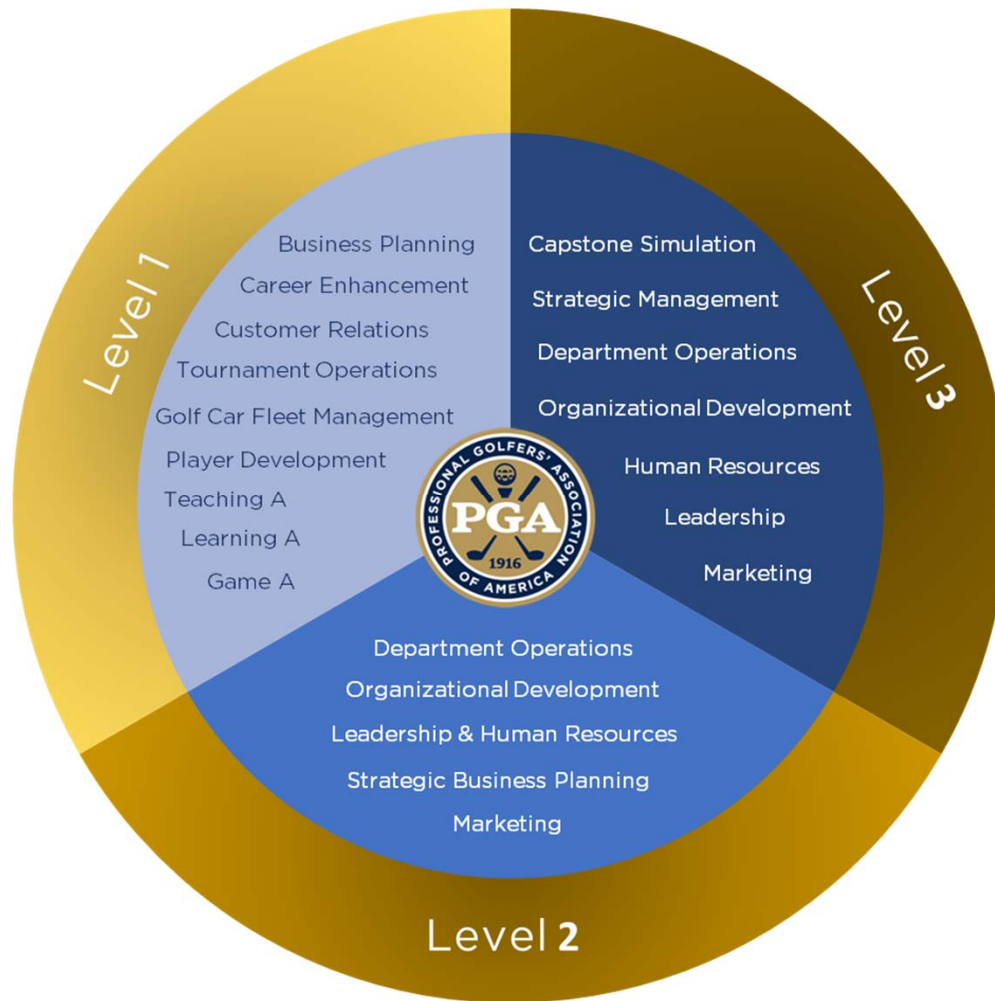 Level 1
Business Planning
Career Enhancement
Customer Relations
Tournament Operations
Golf Car Fleet Management
Player Development
Teaching A
Learning A
Game A
Level 3
Capstone Simulation
Strategic Management
Department Operations
Organizational Development
Human Resources
Leadership
Marketing
PROFESSIONAL GOLFERS' ASSOCIATION
PGA
1916
OF AMERICA
Department Operations
Organizational Development
Leadership & Human Resources
Strategic Business Planning
Marketing
Level 2